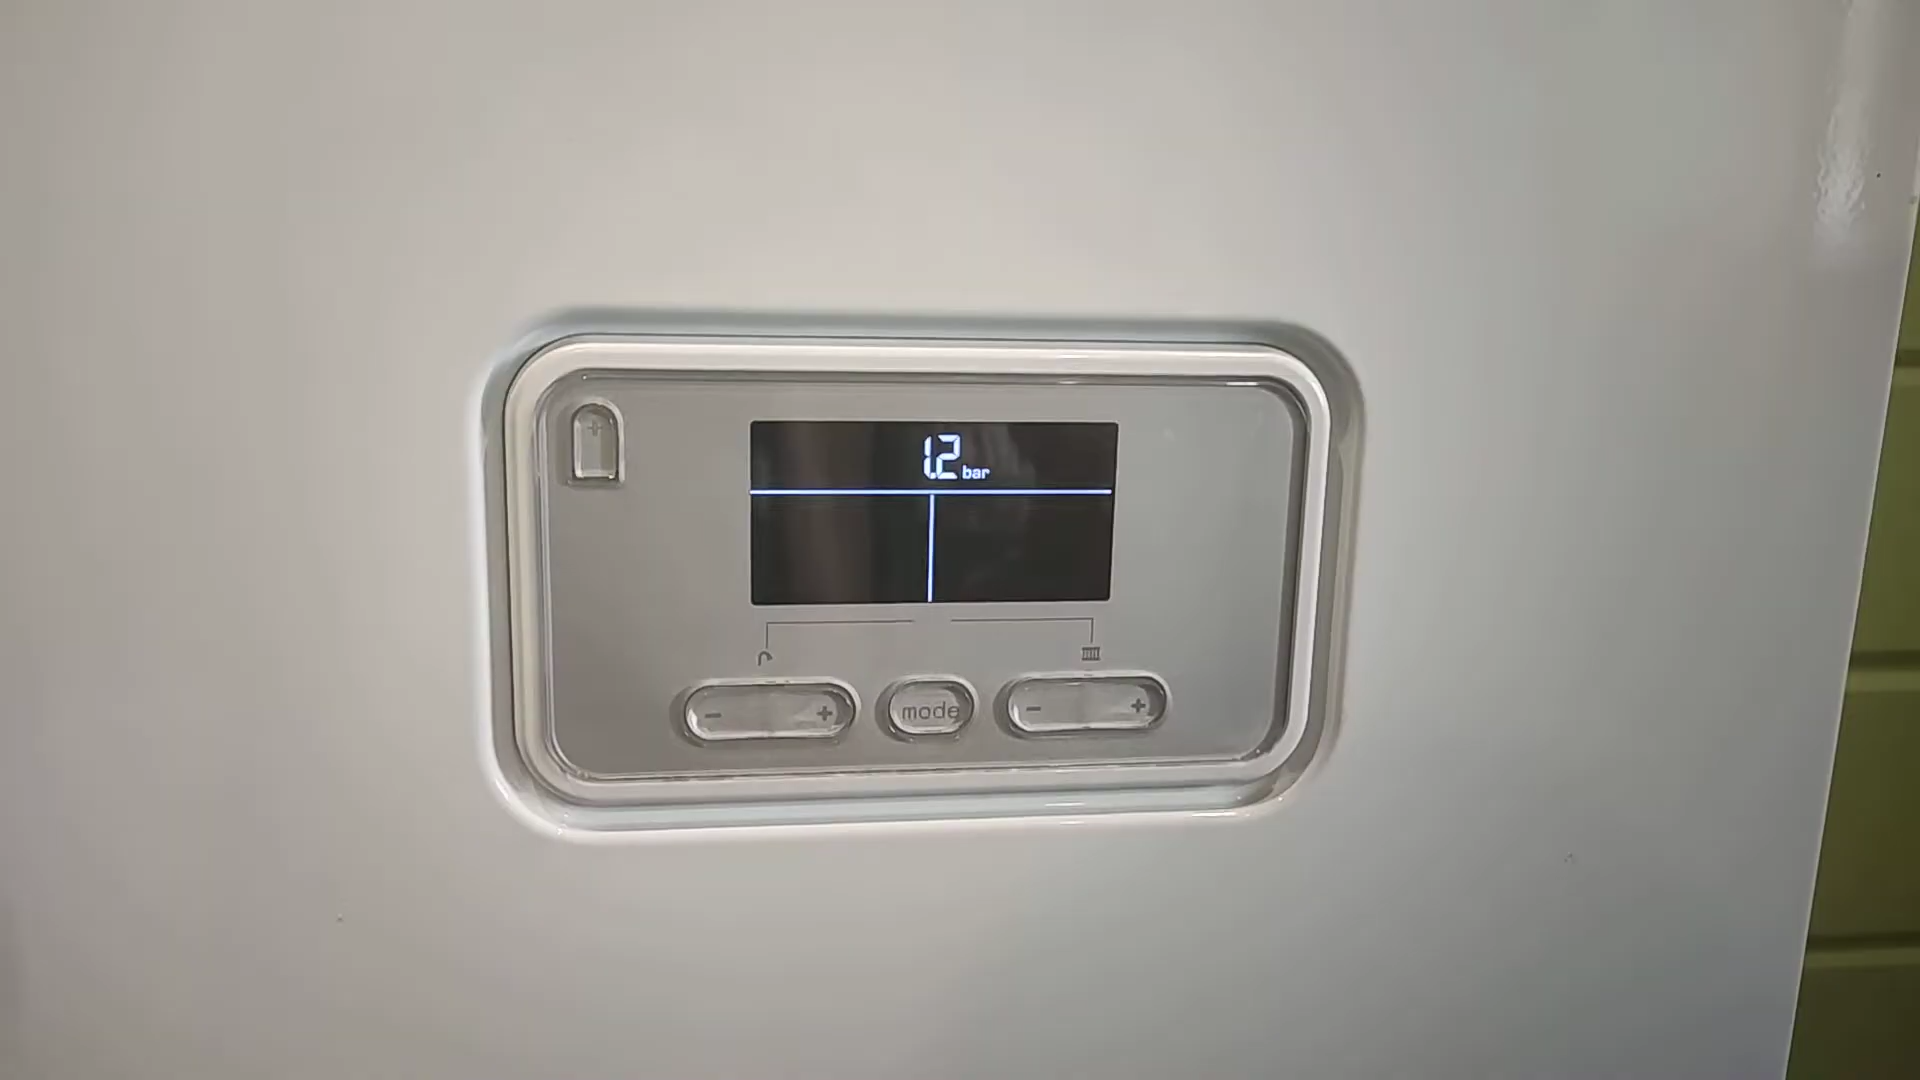 1.2 bar
- + mode - +